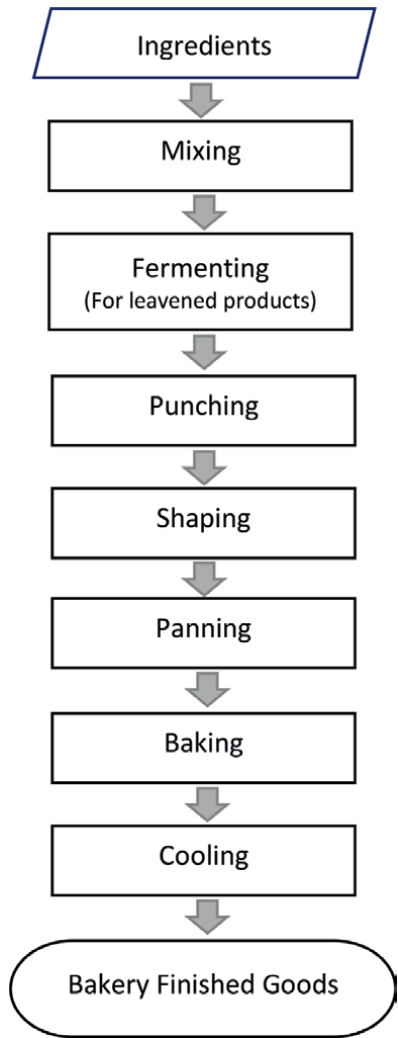 Ingredients
Mixing
Fermenting
(For leavened products)
Punching
Shaping
Panning
Baking
Cooling
Bakery Finished Goods